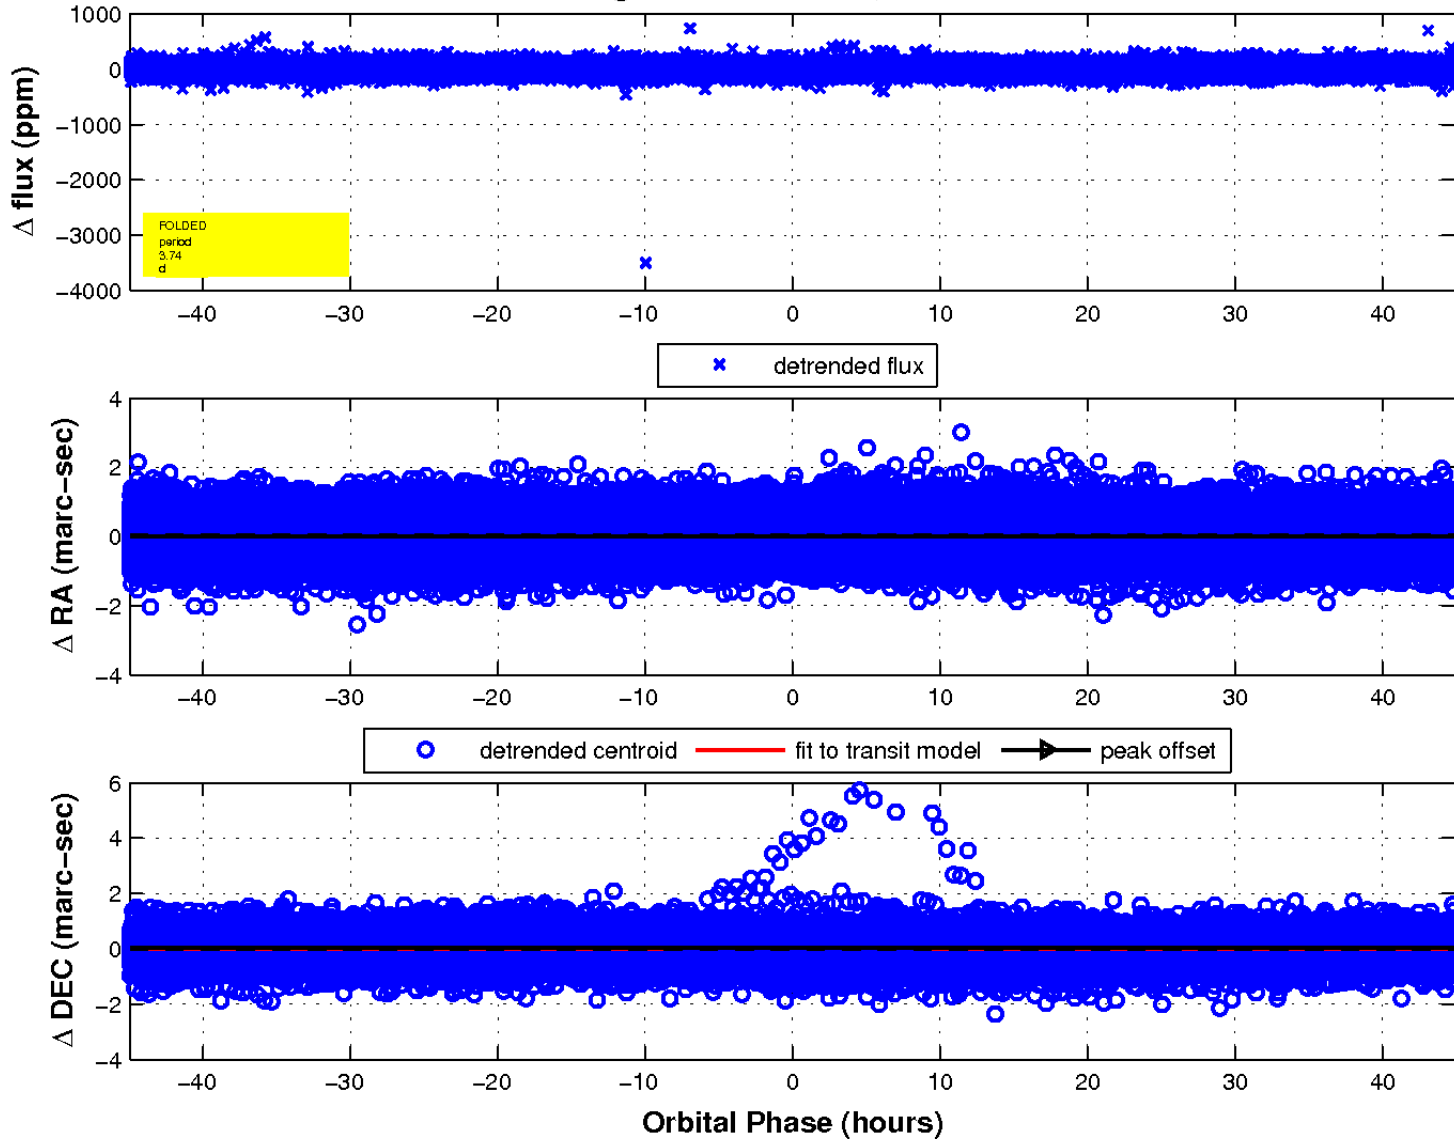 1000
0
−1000
−2000
−3000
−4000
Δ flux (ppm)
FOLDED
period
3.74
d
−40 −30 −20 −10 0 10 20 30 40
detrended flux
4
2
0
−2
−4
Δ RA (marc−sec)
−40 −30 −20 −10 0 10 20 30 40
detrended centroid fit to transit model peak offset
6
4
2
0
−2
−4
Δ DEC (marc−sec)
−40 −30 −20 −10 0 10 20 30 40
Orbital Phase (hours)